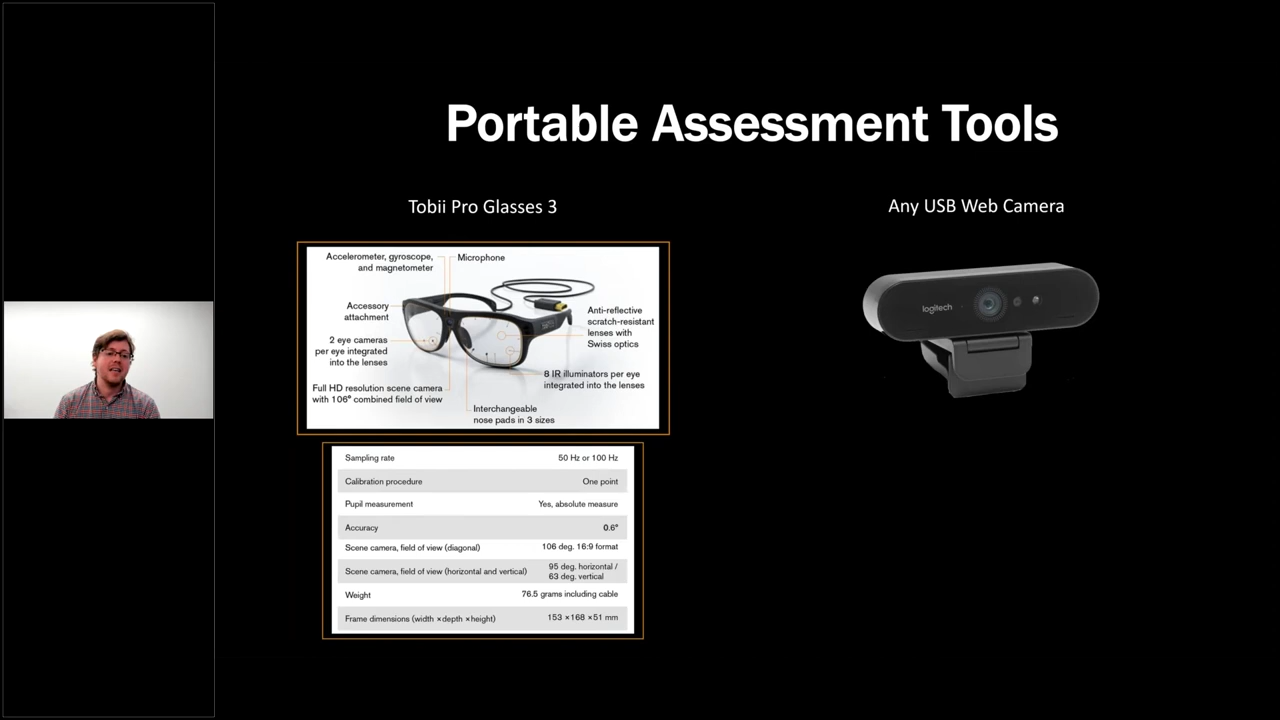 Portable Assessment Tools
Tobii Pro Glasses 3
Accelerometer, gyroscope,
and magnetometer
Microphone
Accessory
attachment
2 eye cameras
per eye integrated
into the lenses
Full HD resolution scene camera
with 106° combined field of view
Anti-reflective
scratch-resistant
lenses with
Swiss optics
8 IR illuminators per eye
integrated into the lenses
Interchangeable
nose pads in 3 sizes
Sampling rate 50 Hz or 100 Hz
Calibration procedure One point
Pupil measurement Yes, absolute measure
Accuracy 0.6°
Scene camera, field of view (diagonal) 106 deg. 16:9 format
Scene camera, field of view (horizontal and vertical) 95 deg. horizontal /
63 deg. vertical
Weight 76.5 grams including cable
Frame dimensions (width ×depth ×height) 153 ×168 ×51 mm
Any USB Web Camera
logitech